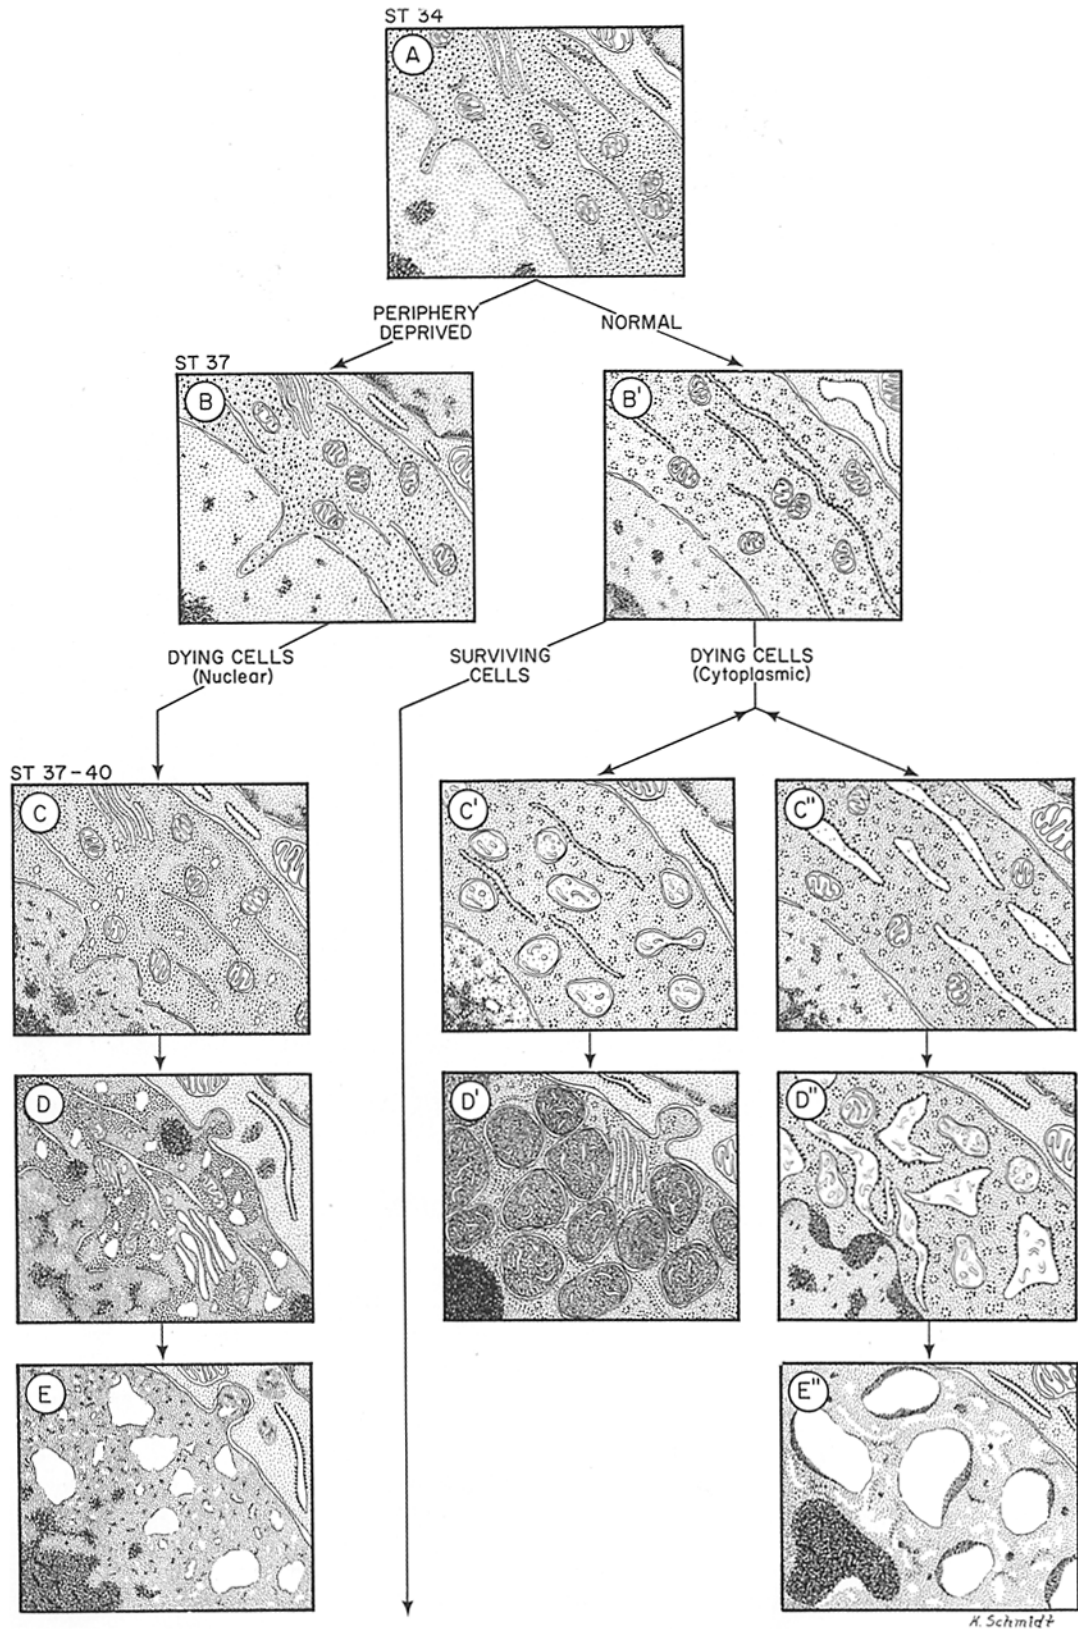 ST 34
A
PERIPHERY
DEPRIVED
NORMAL
ST 37
B
B'
DYING CELLS
(Nuclear)
SURVIVING
CELLS
DYING CELLS
(Cytoplasmic)
ST 37-40
C
C'
C"
D
D'
D"
E
E"
K. Schmidt